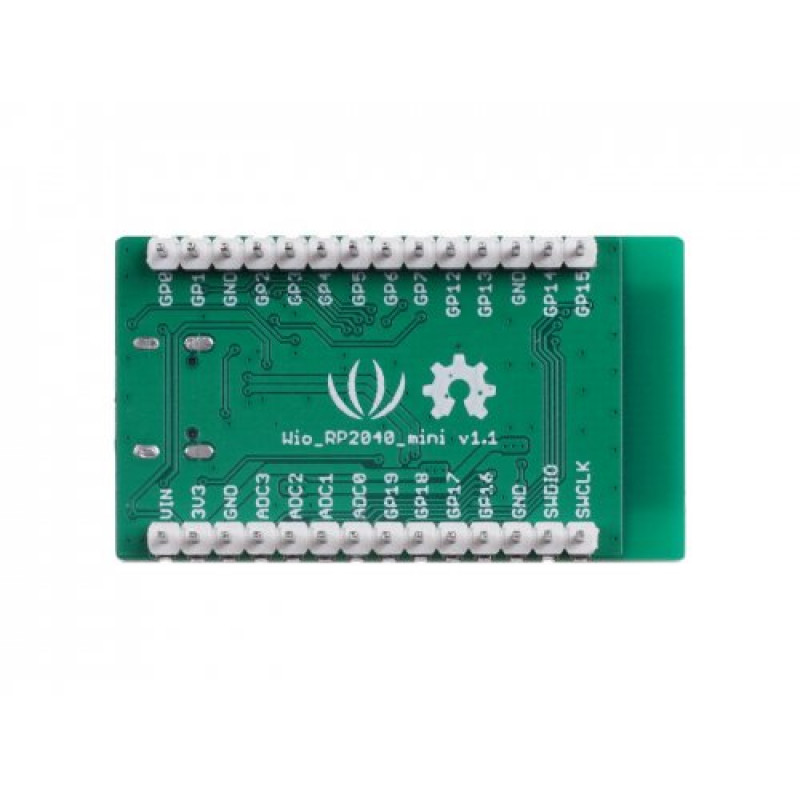 GP0 GP1 GND GP2 GP3 GP4 GP5 GP6 GP7 GP12 GP13 GND GP14 GP15
Wio_RP2040_mini v1.1
VIN 3V3 GND ADC3 ADC2 ADC1 ADC0 GP19 GP18 GP17 GP16 GND SWDIO SWCLK